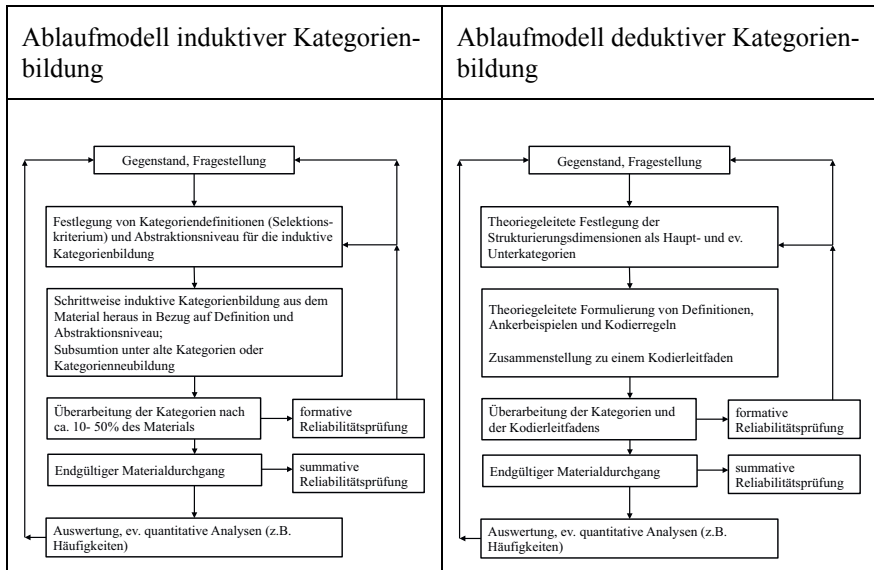 Ablaufmodell induktiver Kategorien-
bildung
Ablaufmodell deduktiver Kategorien-
bildung
Gegenstand, Fragestellung
Festlegung von Kategoriendefinitionen (Selektions-
kriterium) und Abstraktionsniveau für die induktive
Kategorienbildung
Schrittweise induktive Kategorienbildung aus dem
Material heraus in Bezug auf Definition und
Abstraktionsniveau;
Subsumtion unter alte Kategorien oder
Kategorienneubildung
Überarbeitung der Kategorien nach
ca. 10- 50% des Materials
formative
Reliabilitätsprüfung
Endgültiger Materialdurchgang
summative
Reliabilitätsprüfung
Auswertung, ev. quantitative Analysen (z.B.
Häufigkeiten)
Gegenstand, Fragestellung
Theoriegeleitete Festlegung der
Strukturierungsdimensionen als Haupt- und ev.
Unterkategorien
Theoriegeleitete Formulierung von Definitionen,
Ankerbeispielen und Kodierregeln
Zusammenstellung zu einem Kodierleitfaden
Überarbeitung der Kategorien und
der Kodierleitfadens
formative
Reliabilitätsprüfung
Endgültiger Materialdurchgang
summative
Reliabilitätsprüfung
Auswertung, ev. quantitative Analysen (z.B.
Häufigkeiten)